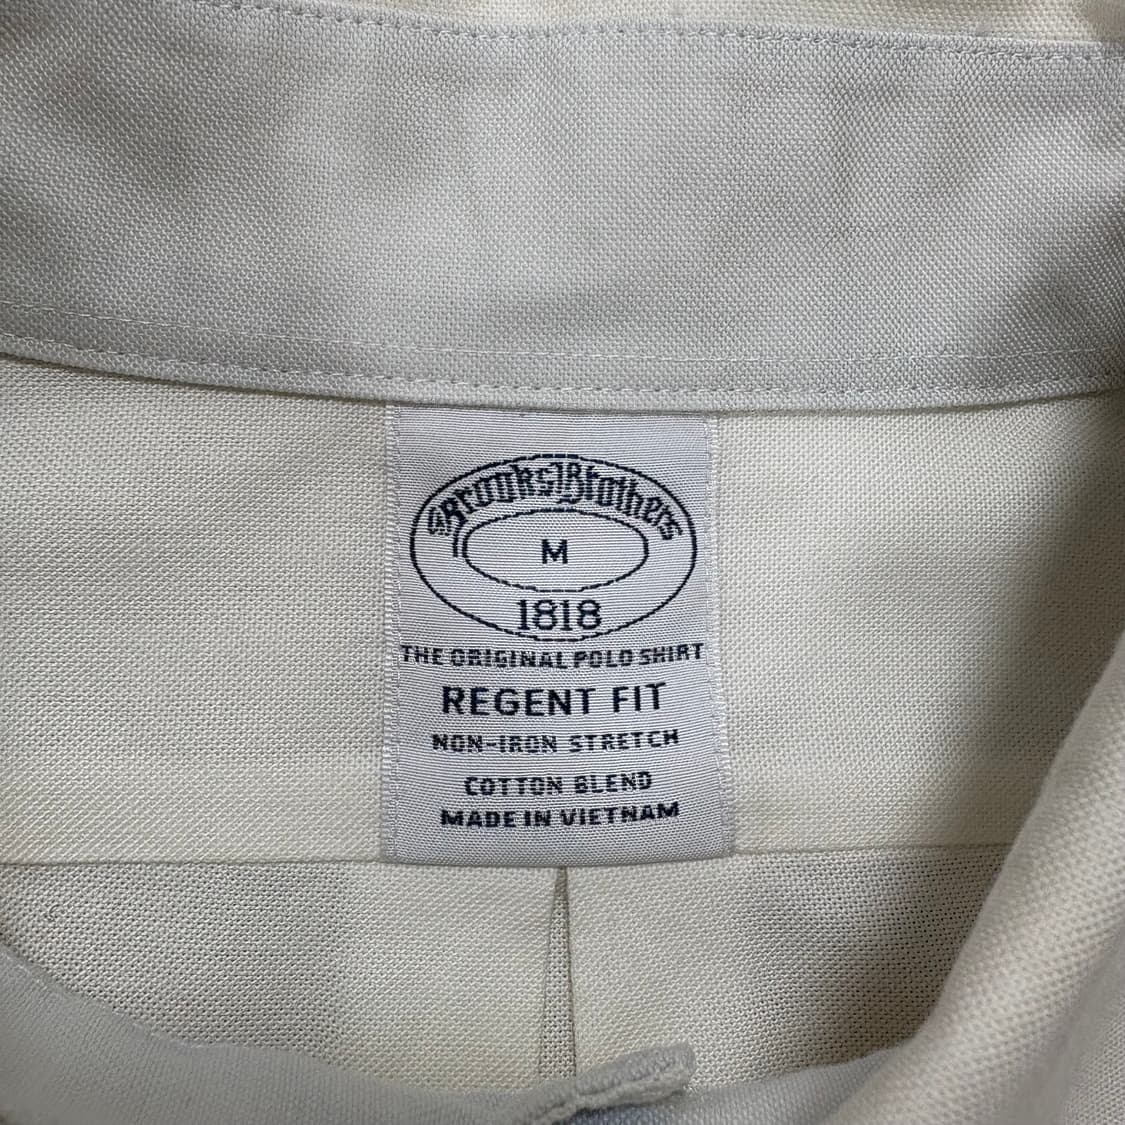 Brooks Brothers
M
1818
THE ORIGINAL POLO SHIRT
REGENT FIT
NON-IRON STRETCH
COTTON BLEND
MADE IN VIETNAM